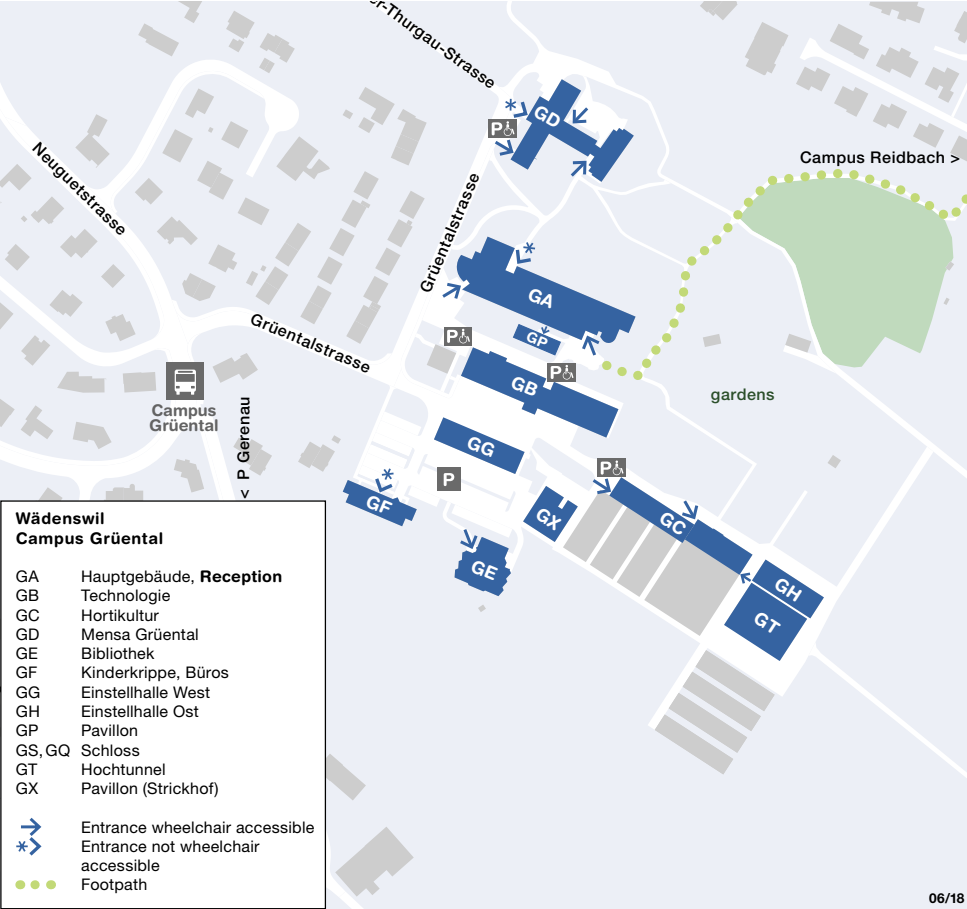 er-Thurgau-Strasse
*
GD
P
Campus Reidbach >
Neuguetstrasse
Grüentalstrasse
*
GA
Grüentalstrasse
P
GP
P
GB
gardens
Campus
Grüental
< P Gerenau
GG
P
P
*
GF
GX
GC
GE
GH
GT
Wädenswil
Campus Grüental
GA Hauptgebäude, Reception
GB Technologie
GC Hortikultur
GD Mensa Grüental
GE Bibliothek
GF Kinderkrippe, Büros
GG Einstellhalle West
GH Einstellhalle Ost
GP Pavillon
GS, GQ Schloss
GT Hochtunnel
GX Pavillon (Strickhof)
Entrance wheelchair accessible
* Entrance not wheelchair
accessible
Footpath
06/18